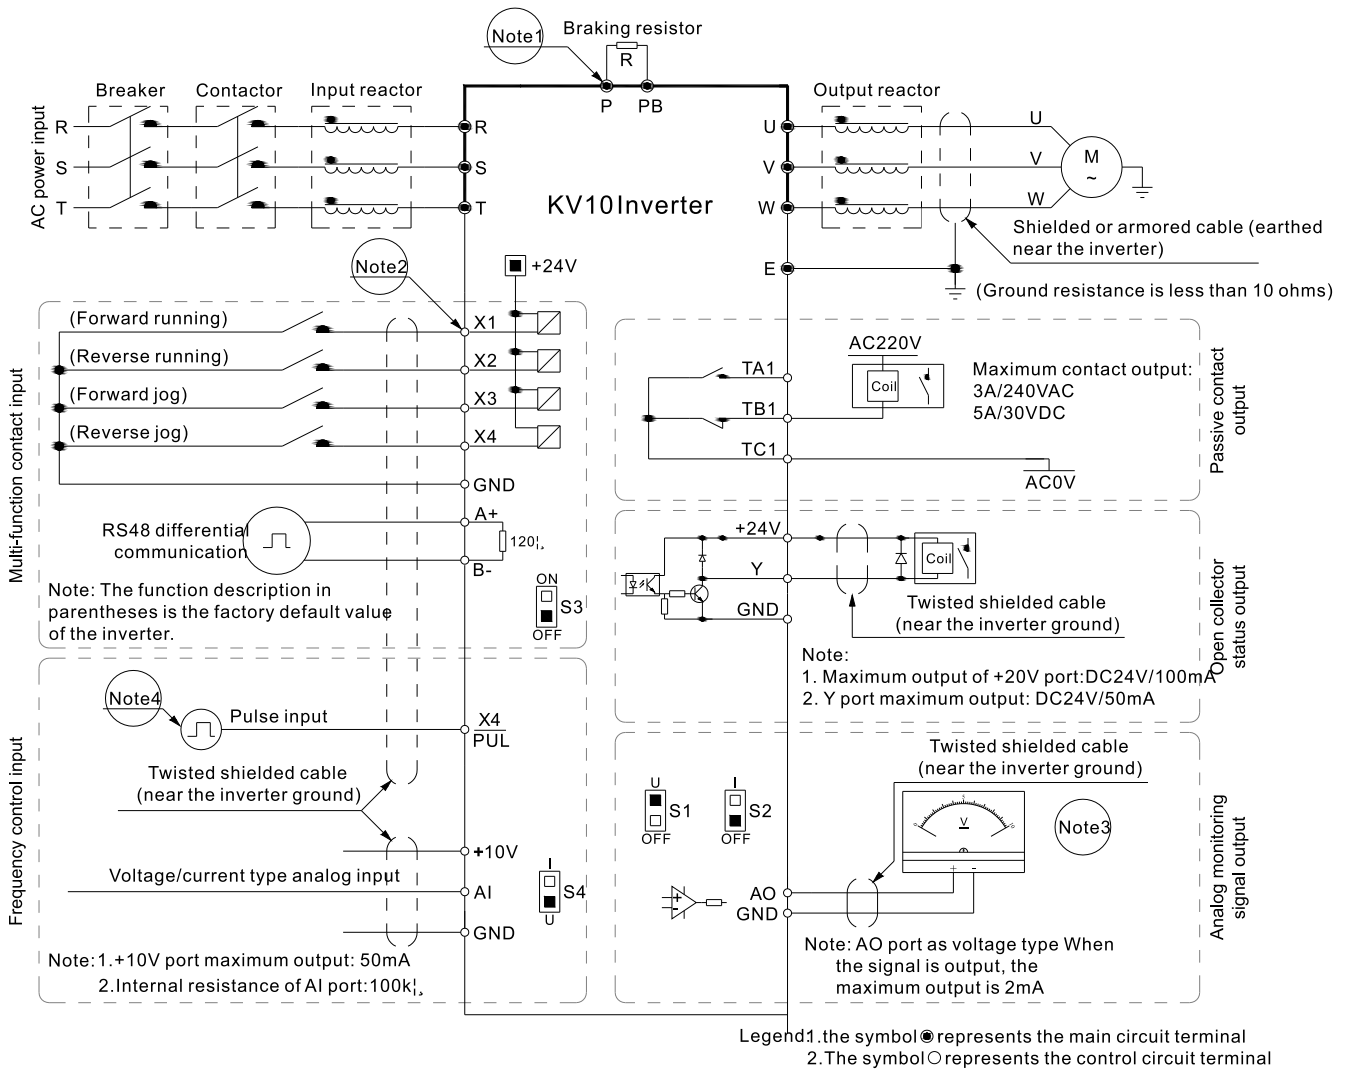 Note1
Braking resistor
R
P PB
Breaker Contactor Input reactor
AC power input
R
S
T
R
S
T
KV10Inverter
Output reactor
U
V
W
U
V
W
M
~
E
Shielded or armored cable (earthed
near the inverter)
(Ground resistance is less than 10 ohms)
Note2
+24V
Multi-function contact input
(Forward running)
(Reverse running)
(Forward jog)
(Reverse jog)
X1
X2
X3
X4
GND
A+
B-
120¦¸
RS48 differential
communication
ON
S3
OFF
Note: The function description in
parentheses is the factory default value
of the inverter.
Frequency control input
Note4
Pulse input
X4
PUL
Twisted shielded cable
(near the inverter ground)
+10V
Voltage/current type analog input
AI
GND
I
S4
U
Note:1.+10V port maximum output: 50mA
2.Internal resistance of AI port:100k¦¸
TA1
TB1
TC1
AC220V
Coil
AC0V
Maximum contact output:
3A/240VAC
5A/30VDC
Passive contact
output
+24V
Y
GND
Coil
Twisted shielded cable
(near the inverter ground)
Note:
1. Maximum output of +20V port:DC24V/100mA
2. Y port maximum output: DC24V/50mA
Open collector
status output
Twisted shielded cable
(near the inverter ground)
U
S1
OFF
I
S2
OFF
0 5 10
V
+ -
Note3
+
-
AO
GND
Note: AO port as voltage type When
the signal is output, the
maximum output is 2mA
Analog monitoring
signal output
Legend:1.the symbol represents the main circuit terminal
2.The symbol represents the control circuit terminal